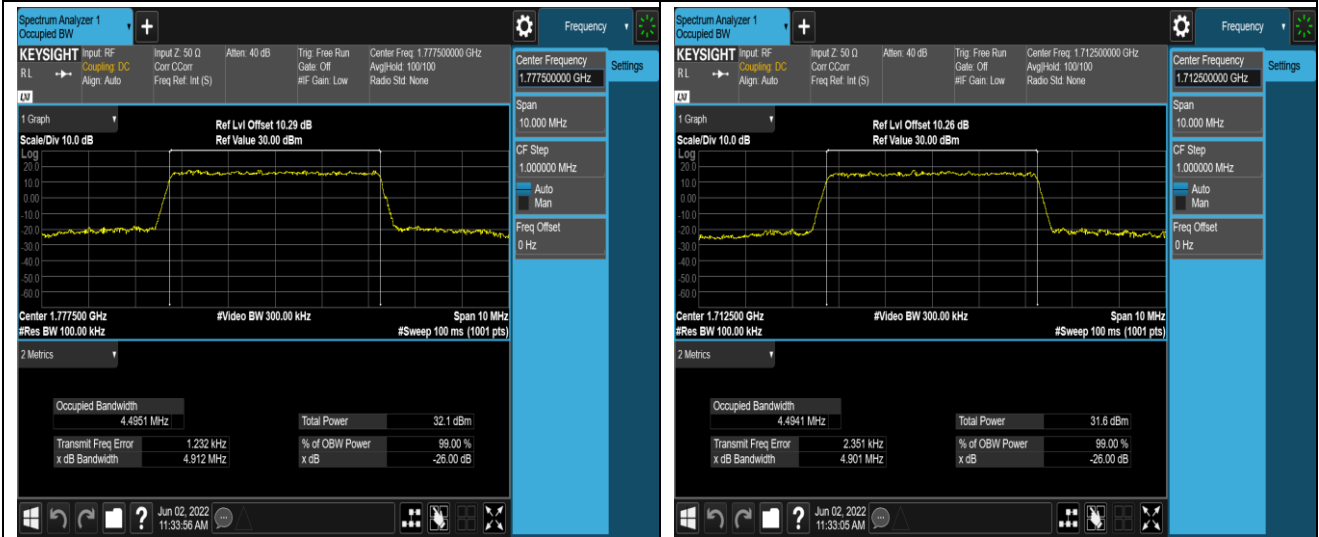 Spectrum Analyzer 1
Occupied BW
+
Frequency
KEYSIGHT Input: RF Input Z: 50 Ω Atten: 40 dB Trig: Free Run Center Freq: 1.777500000 GHz
RL Coupling: DC Corr CCorr Gate: Off Avg|Hold: 100/100
Align: Auto Freq Ref: Int (S) #IF Gain: Low Radio Std: None
LXI
Center Frequency
1.777500000 GHz
Settings
Span
10.000 MHz
CF Step
1.000000 MHz
Auto
Man
Freq Offset
0 Hz
1 Graph
Ref Lvl Offset 10.29 dB
Scale/Div 10.0 dB Ref Value 30.00 dBm
Log
20.0
10.0
0.00
-10.0
-20.0
-30.0
-40.0
-50.0
-60.0
Center 1.777500 GHz #Video BW 300.00 kHz Span 10 MHz
#Res BW 100.00 kHz #Sweep 100 ms (1001 pts)
2 Metrics
Occupied Bandwidth
4.4951 MHz Total Power 32.1 dBm
Transmit Freq Error 1.232 kHz % of OBW Power 99.00 %
x dB Bandwidth 4.912 MHz x dB -26.00 dB
?
Jun 02, 2022
11:33:56 AM
Spectrum Analyzer 1
Occupied BW
+
Frequency
KEYSIGHT Input: RF Input Z: 50 Ω Atten: 40 dB Trig: Free Run Center Freq: 1.712500000 GHz
RL Coupling: DC Corr CCorr Gate: Off Avg|Hold: 100/100
Align: Auto Freq Ref: Int (S) #IF Gain: Low Radio Std: None
LXI
Center Frequency
1.712500000 GHz
Settings
Span
10.000 MHz
CF Step
1.000000 MHz
Auto
Man
Freq Offset
0 Hz
1 Graph
Ref Lvl Offset 10.26 dB
Scale/Div 10.0 dB Ref Value 30.00 dBm
Log
20.0
10.0
0.00
-10.0
-20.0
-30.0
-40.0
-50.0
-60.0
Center 1.712500 GHz #Video BW 300.00 kHz Span 10 MHz
#Res BW 100.00 kHz #Sweep 100 ms (1001 pts)
2 Metrics
Occupied Bandwidth
4.4941 MHz Total Power 31.6 dBm
Transmit Freq Error 2.351 kHz % of OBW Power 99.00 %
x dB Bandwidth 4.901 MHz x dB -26.00 dB
?
Jun 02, 2022
11:33:05 AM